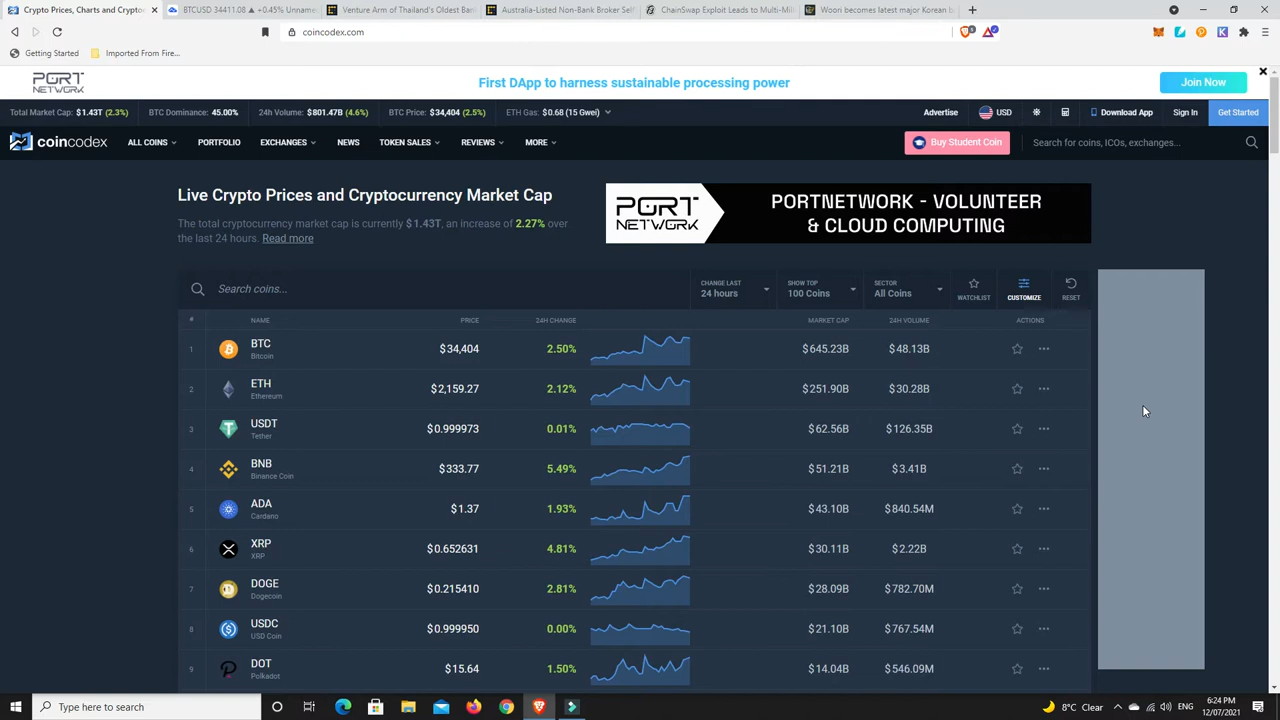 Crypto Prices, Charts and Cryptoc
BTCUSD 34411.08 ▲ +0.45% Unname
Venture Arm of Thailand's Oldest Ban
Australia-Listed Non-Bank Broker Self
ChainSwap Exploit Leads to Multi-Mil
Woori becomes latest major Korean b
coincodex.com
Getting Started
Imported From Fire...
PORT NETWORK
First DApp to harness sustainable processing power
Join Now
Total Market Cap: $1.43T (2.3%)
BTC Dominance: 45.00%
24h Volume: $801.47B (4.6%)
BTC Price: $34,404 (2.5%)
ETH Gas: $0.68 (15 Gwei)
Advertise
USD
Download App
Sign In
Get Started
coincodex
ALL COINS
PORTFOLIO
EXCHANGES
NEWS
TOKEN SALES
REVIEWS
MORE
Buy Student Coin
Search for coins, ICOs, exchanges...
Live Crypto Prices and Cryptocurrency Market Cap
The total cryptocurrency market cap is currently $1.43T, an increase of 2.27% over
the last 24 hours. Read more
PORT
NETWORK
PORTNETWORK - VOLUNTEER
& CLOUD COMPUTING
Search coins...
CHANGE LAST
24 hours
SHOW TOP
100 Coins
SECTOR
All Coins
WATCHLIST
CUSTOMIZE
RESET
# NAME PRICE 24H CHANGE MARKET CAP 24H VOLUME ACTIONS
1 BTC $34,404 2.50% $645.23B $48.13B
Bitcoin
2 ETH $2,159.27 2.12% $251.90B $30.28B
Ethereum
3 USDT $0.999973 0.01% $62.56B $126.35B
Tether
4 BNB $333.77 5.49% $51.21B $3.41B
Binance Coin
5 ADA $1.37 1.93% $43.10B $840.54M
Cardano
6 XRP $0.652631 4.81% $30.11B $2.22B
XRP
7 DOGE $0.215410 2.81% $28.09B $782.70M
Dogecoin
8 USDC $0.999950 0.00% $21.10B $767.54M
USD Coin
9 DOT $15.64 1.50% $14.04B $546.09M
Polkadot
Type here to search
8°C Clear
ENG
6:24 PM
12/07/2021